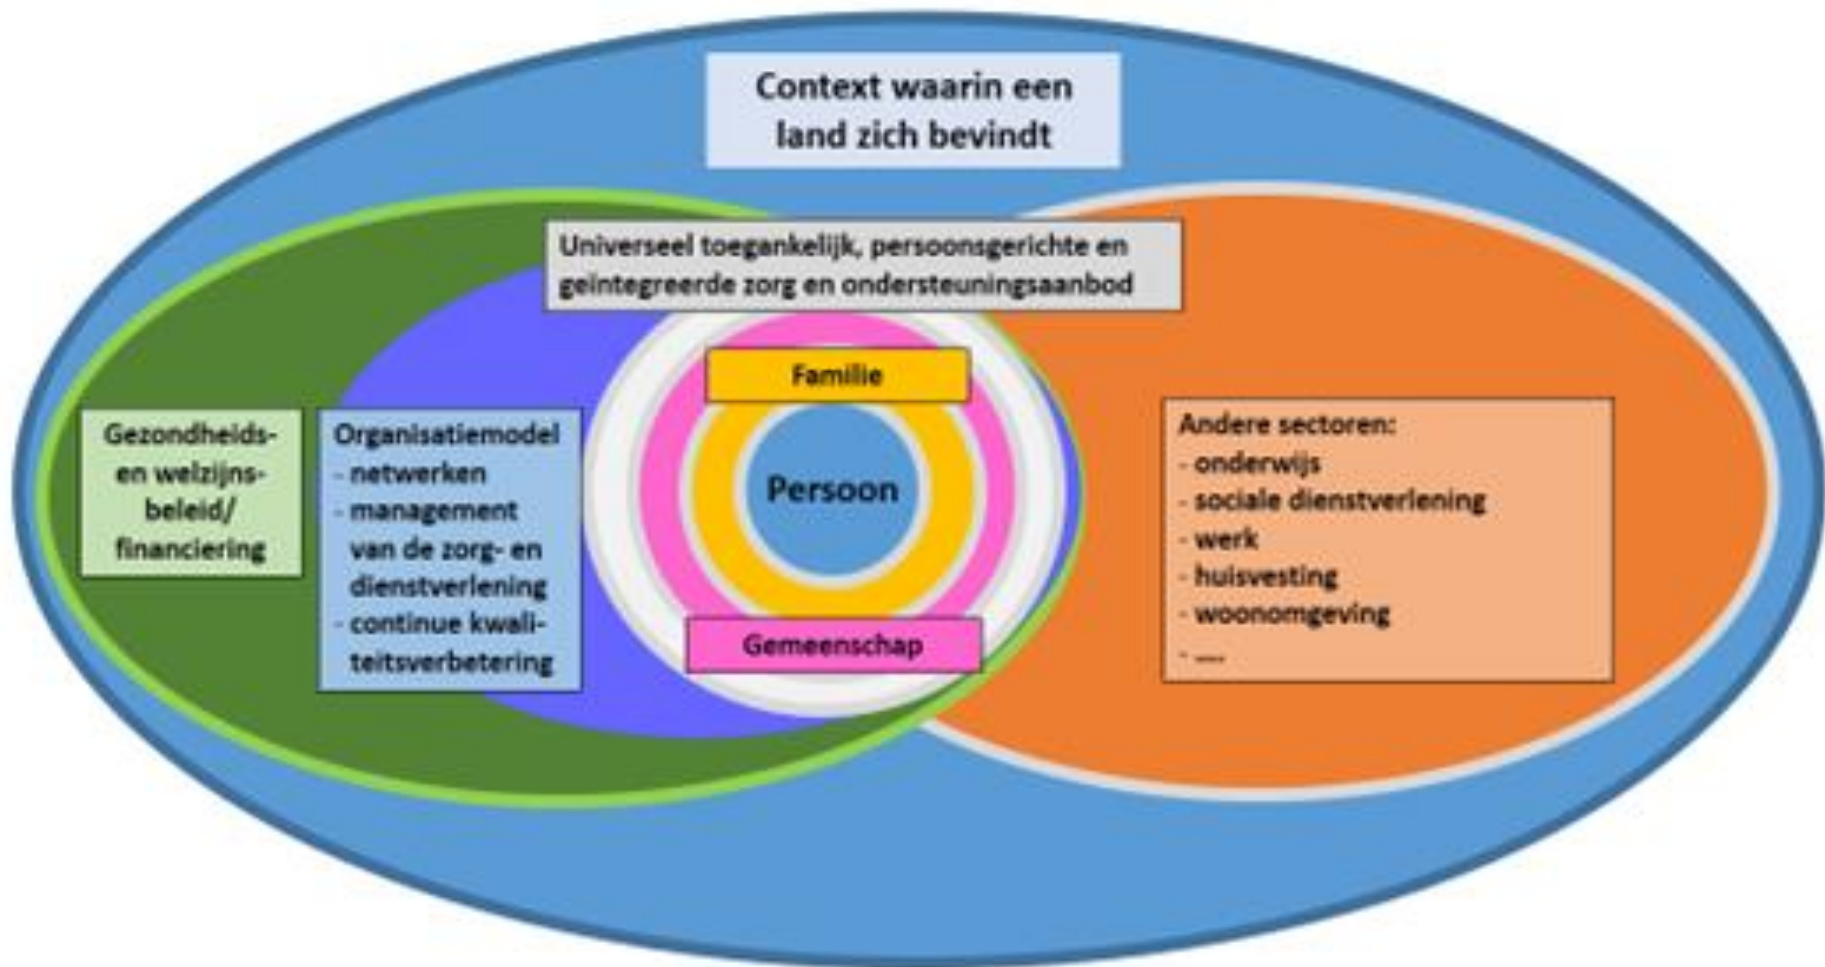 Context waarin een
land zich bevindt
Universeel toegankelijk, persoonsgerichte en
geïntegreerde zorg en ondersteuningsaanbod
Familie
Persoon
Gemeenschap
Gezondheids-
en welzijns-
beleid/
financiering
Organisatiemodel
- netwerken
- management
van de zorg- en
dienstverlening
- continue kwali-
teitsverbetering
Andere sectoren:
- onderwijs
- sociale dienstverlening
- werk
- huisvesting
- woonomgeving
- ....